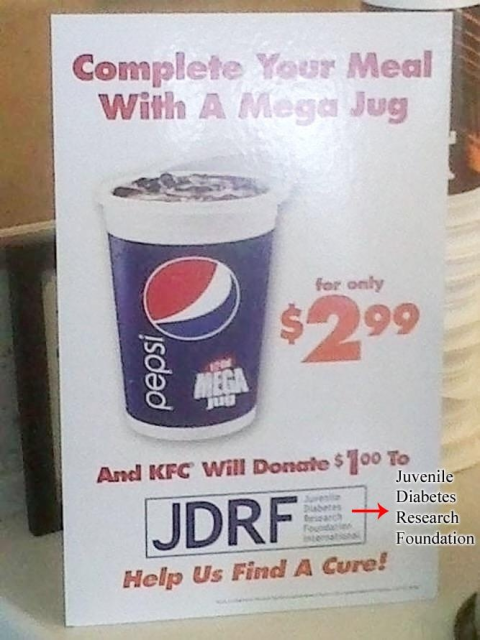 Complete Your Meal
With A Mega Jug
for only
$2.99
pepsi
MEGA
jug
And KFC® Will Donate $1.00 To
JDRF
Juvenile
Diabetes
Research
Foundation
International
Help Us Find A Cure!
Juvenile
Diabetes
Research
Foundation